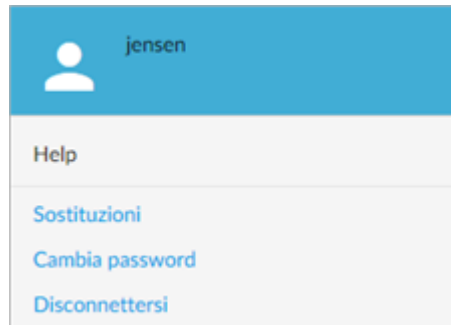 jensen
Help
Sostituzioni
Cambia password
Disconnettersi